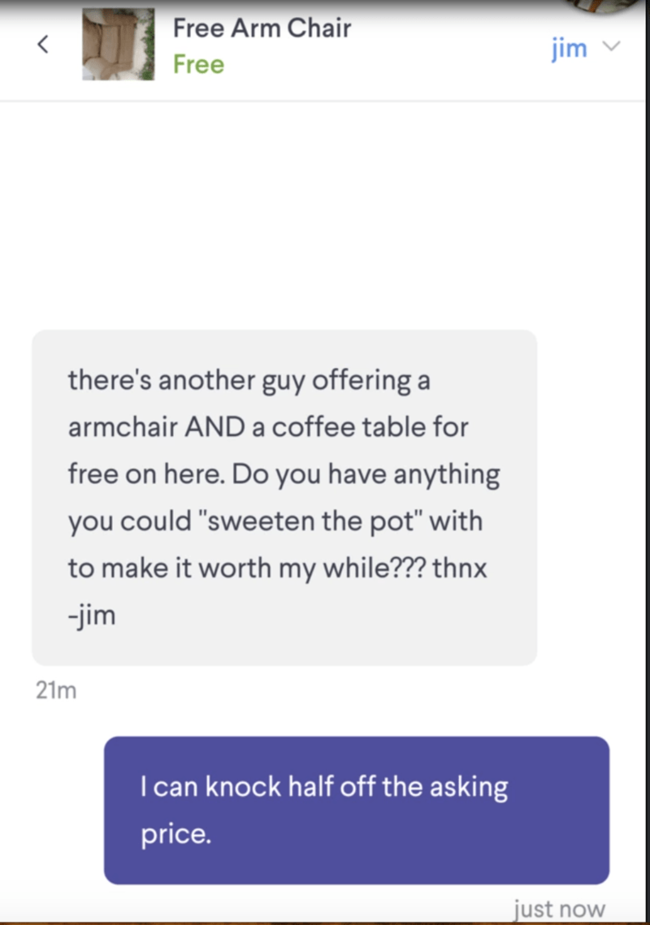 Free Arm Chair
Free
jim
there's another guy offering a
armchair AND a coffee table for
free on here. Do you have anything
you could "sweeten the pot" with
to make it worth my while??? thnx
-jim
21m
I can knock half off the asking
price.
just now